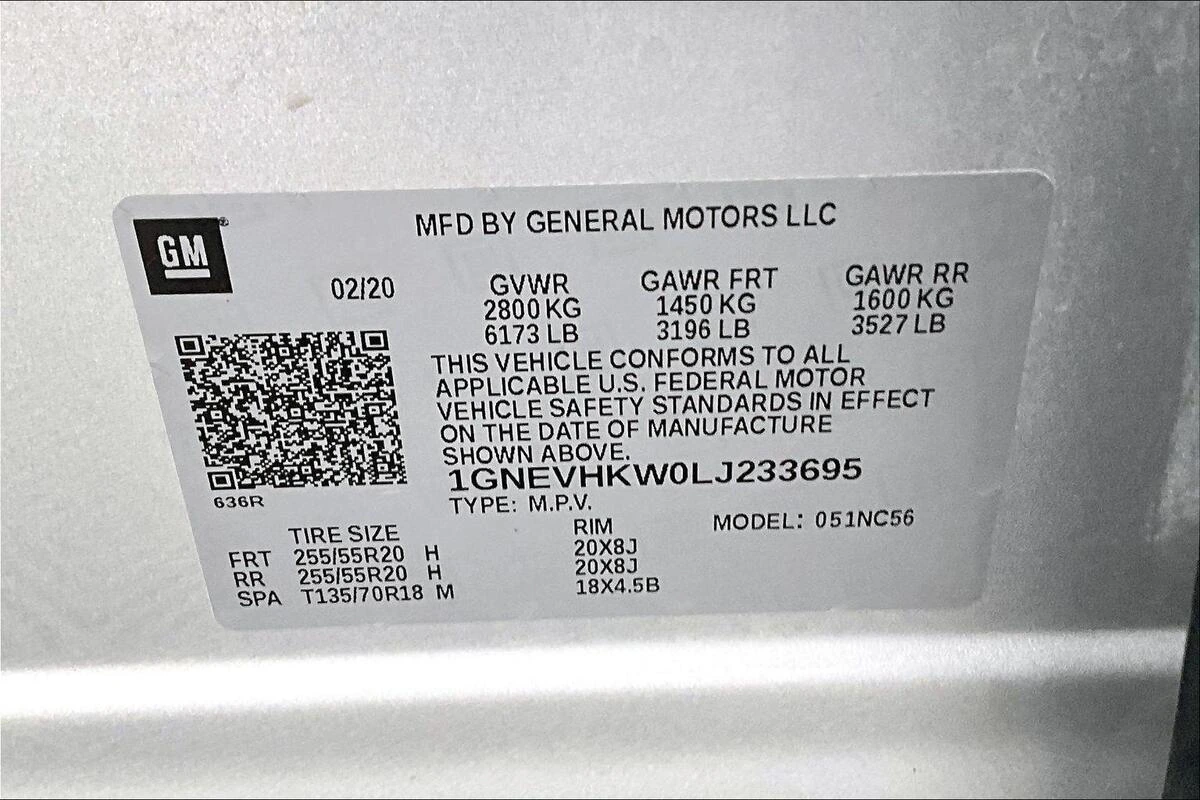 GM®
MFD BY GENERAL MOTORS LLC
02/20 GVWR GAWR FRT GAWR RR
2800 KG 1450 KG 1600 KG
6173 LB 3196 LB 3527 LB
THIS VEHICLE CONFORMS TO ALL
APPLICABLE U.S. FEDERAL MOTOR
VEHICLE SAFETY STANDARDS IN EFFECT
ON THE DATE OF MANUFACTURE
SHOWN ABOVE.
1GNEVHKW0LJ233695
636R
TYPE: M.P.V.
MODEL: 051NC56
TIRE SIZE RIM
FRT 255/55R20 H 20X8J
RR 255/55R20 H 20X8J
SPA T135/70R18 M 18X4.5B